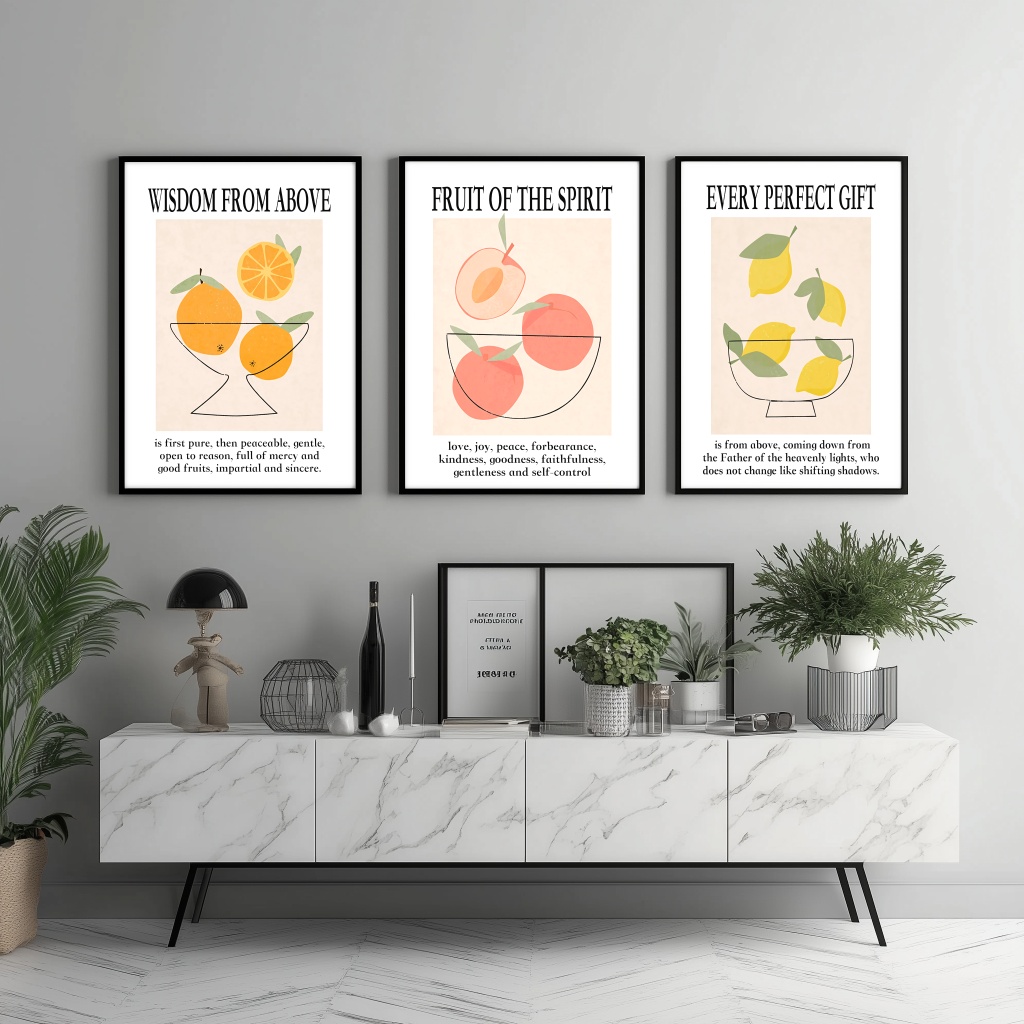 WISDOM FROM ABOVE
is first pure, then peaceable, gentle,
open to reason, full of mercy and
good fruits, impartial and sincere.
FRUIT OF THE SPIRIT
love, joy, peace, forbearance,
kindness, goodness, faithfulness,
gentleness and self-control
EVERY PERFECT GIFT
is from above, coming down from
the Father of the heavenly lights, who
does not change like shifting shadows.